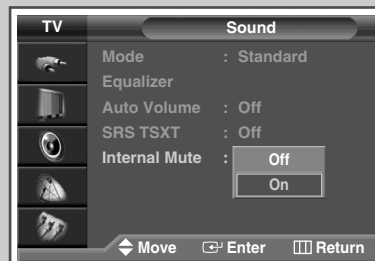 TV Sound
Mode : Standard
Equalizer
Auto Volume : Off
SRS TSXT : Off
Internal Mute : Off
On
Move Enter Return